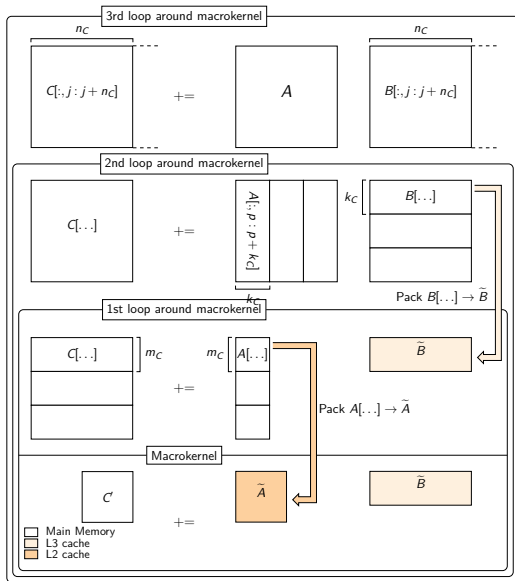 3rd loop around macrokernel
n_C
n_C
C[:, j : j + n_C]
+=
A
B[:, j : j + n_C]
2nd loop around macrokernel
C[...]
+=
A[:, p : p + k_C]
k_C
k_C
B[...]
Pack B[...] → B̃
1st loop around macrokernel
C[...]
m_C
+=
m_C
A[...]
B̃
Pack A[...] → Ã
Macrokernel
C′
+=
Ã
B̃
Main Memory
L3 cache
L2 cache